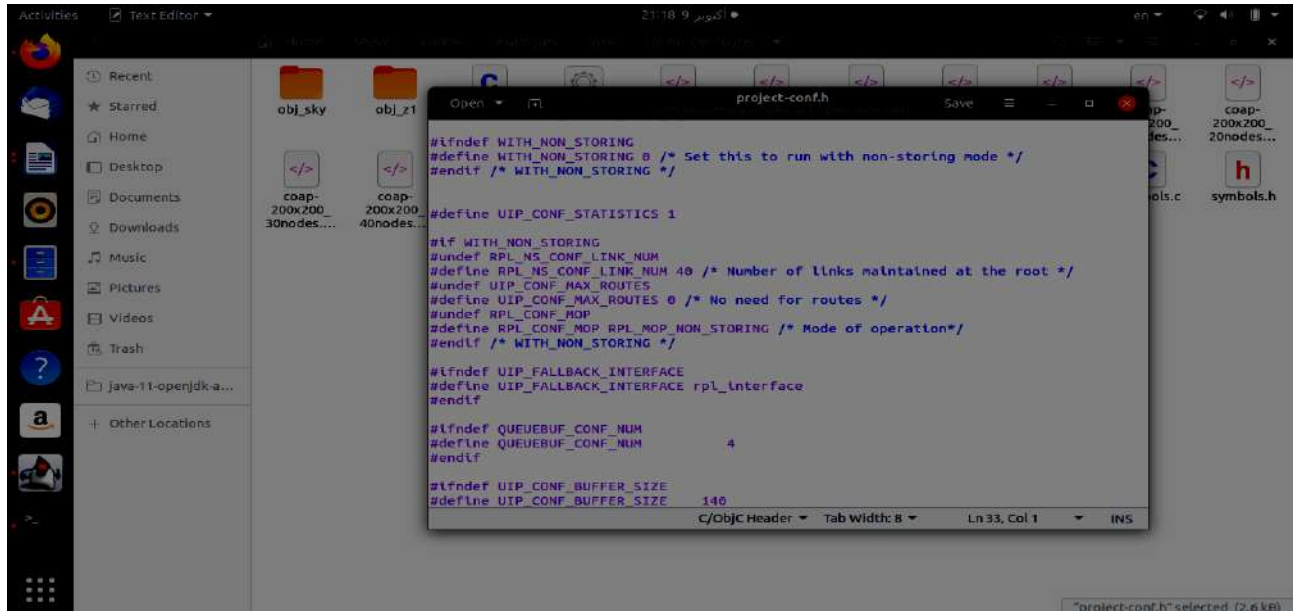 Activities
Text Editor
21:18 9 أكتوبر
en
Home
Recent
Starred
Home
Desktop
Documents
Downloads
Music
Pictures
Videos
Trash
java-11-openjdk-a...
+ Other Locations
obj_sky
obj_z1
coap-
200x200_
20nodes...
coap-
200x200_
30nodes....
coap-
200x200_
40nodes...
symbols.h
Open
project-conf.h
Save
#ifndef WITH_NON_STORING
#define WITH_NON_STORING 0 /* Set this to run with non-storing mode */
#endif /* WITH_NON_STORING */
#define UIP_CONF_STATISTICS 1
#if WITH_NON_STORING
#undef RPL_NS_CONF_LINK_NUM
#define RPL_NS_CONF_LINK_NUM 40 /* Number of links maintained at the root */
#undef UIP_CONF_MAX_ROUTES
#define UIP_CONF_MAX_ROUTES 0 /* No need for routes */
#undef RPL_CONF_MOP
#define RPL_CONF_MOP RPL_MOP_NON_STORING /* Mode of operation*/
#endif /* WITH_NON_STORING */
#ifndef UIP_FALLBACK_INTERFACE
#define UIP_FALLBACK_INTERFACE rpl_interface
#endif
#ifndef QUEUEBUF_CONF_NUM
#define QUEUEBUF_CONF_NUM 4
#endif
#ifndef UIP_CONF_BUFFER_SIZE
#define UIP_CONF_BUFFER_SIZE 140
C/ObjC Header
Tab Width: 8
Ln 33, Col 1
INS
"project-conf.h" selected (2.6 kB)